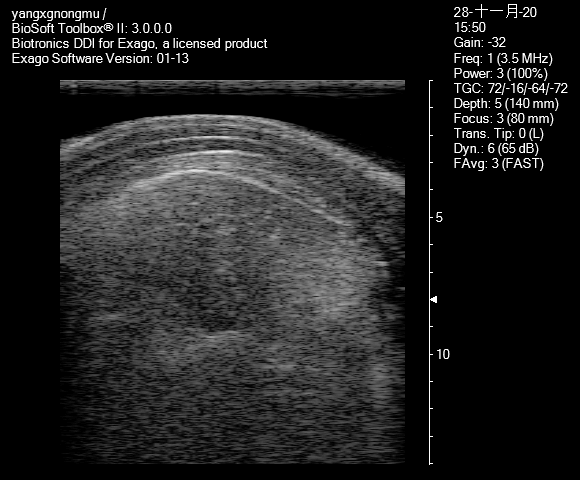 yangxgnongmu /
BioSoft Toolbox® II: 3.0.0.0
Biotronics DDI for Exago, a licensed product
Exago Software Version: 01-13
28-十一月-20
15:50
Gain: -32
Freq: 1 (3.5 MHz)
Power: 3 (100%)
TGC: 72/-16/-64/-72
Depth: 5 (140 mm)
Focus: 3 (80 mm)
Trans. Tip: 0 (L)
Dyn.: 6 (65 dB)
FAvg: 3 (FAST)
5
10